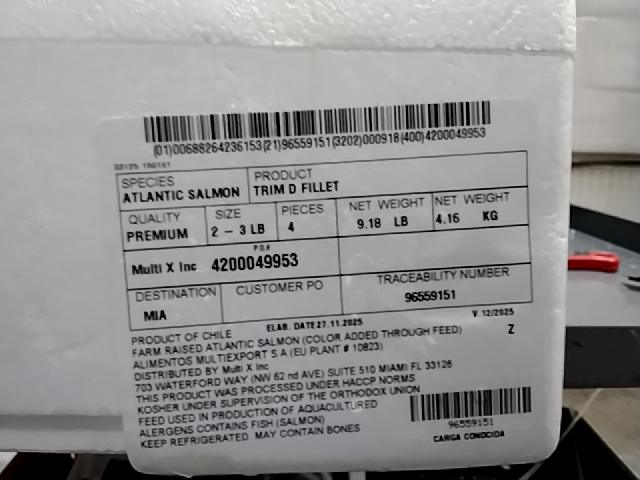 (01)00688264236153(21)96559151(3202)000918(400)4200049953
SPECIES
ATLANTIC SALMON
PRODUCT
TRIM D FILLET
QUALITY
PREMIUM
SIZE
2 - 3 LB
PIECES
4
NET WEIGHT
9.18 LB
NET WEIGHT
4.16 KG
P.O#
Multi X Inc 4200049953
DESTINATION
MIA
CUSTOMER PO
TRACEABILITY NUMBER
96559151
ELAB. DATE27.11.2025
V 12/2025
Z
PRODUCT OF CHILE
FARM RAISED ATLANTIC SALMON (COLOR ADDED THROUGH FEED)
ALIMENTOS MULTIEXPORT S A (EU PLANT # 10823)
DISTRIBUTED BY Multi X Inc
703 WATERFORD WAY (NW 62 nd AVE) SUITE 510 MIAMI FL 33126
THIS PRODUCT WAS PROCESSED UNDER HACCP NORMS
KOSHER UNDER SUPERVISION OF THE ORTHODOX UNION
FEED USED IN PRODUCTION OF AQUACULTURED
ALERGENS CONTAINS FISH (SALMON)
KEEP REFRIGERATED MAY CONTAIN BONES
96559151
CARGA CONOCIDA